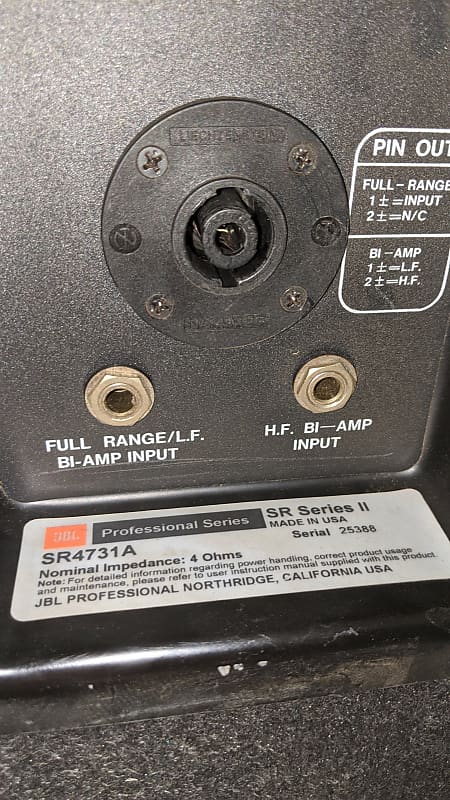 LIECHTENSTEIN
PIN OUT
FULL-RANGE
1±=INPUT
2±=N/C
BI-AMP
1±=L.F.
2±=H.F.
FULL RANGE/L.F.
BI-AMP INPUT
H.F. BI-AMP
INPUT
JBL Professional Series SR Series II
MADE IN USA
SR4731A Serial 25388
Nominal Impedance: 4 Ohms
Note: For detailed information regarding power handling, correct product usage
and maintenance, please refer to user instruction manual supplied with this product.
JBL PROFESSIONAL NORTHRIDGE, CALIFORNIA USA